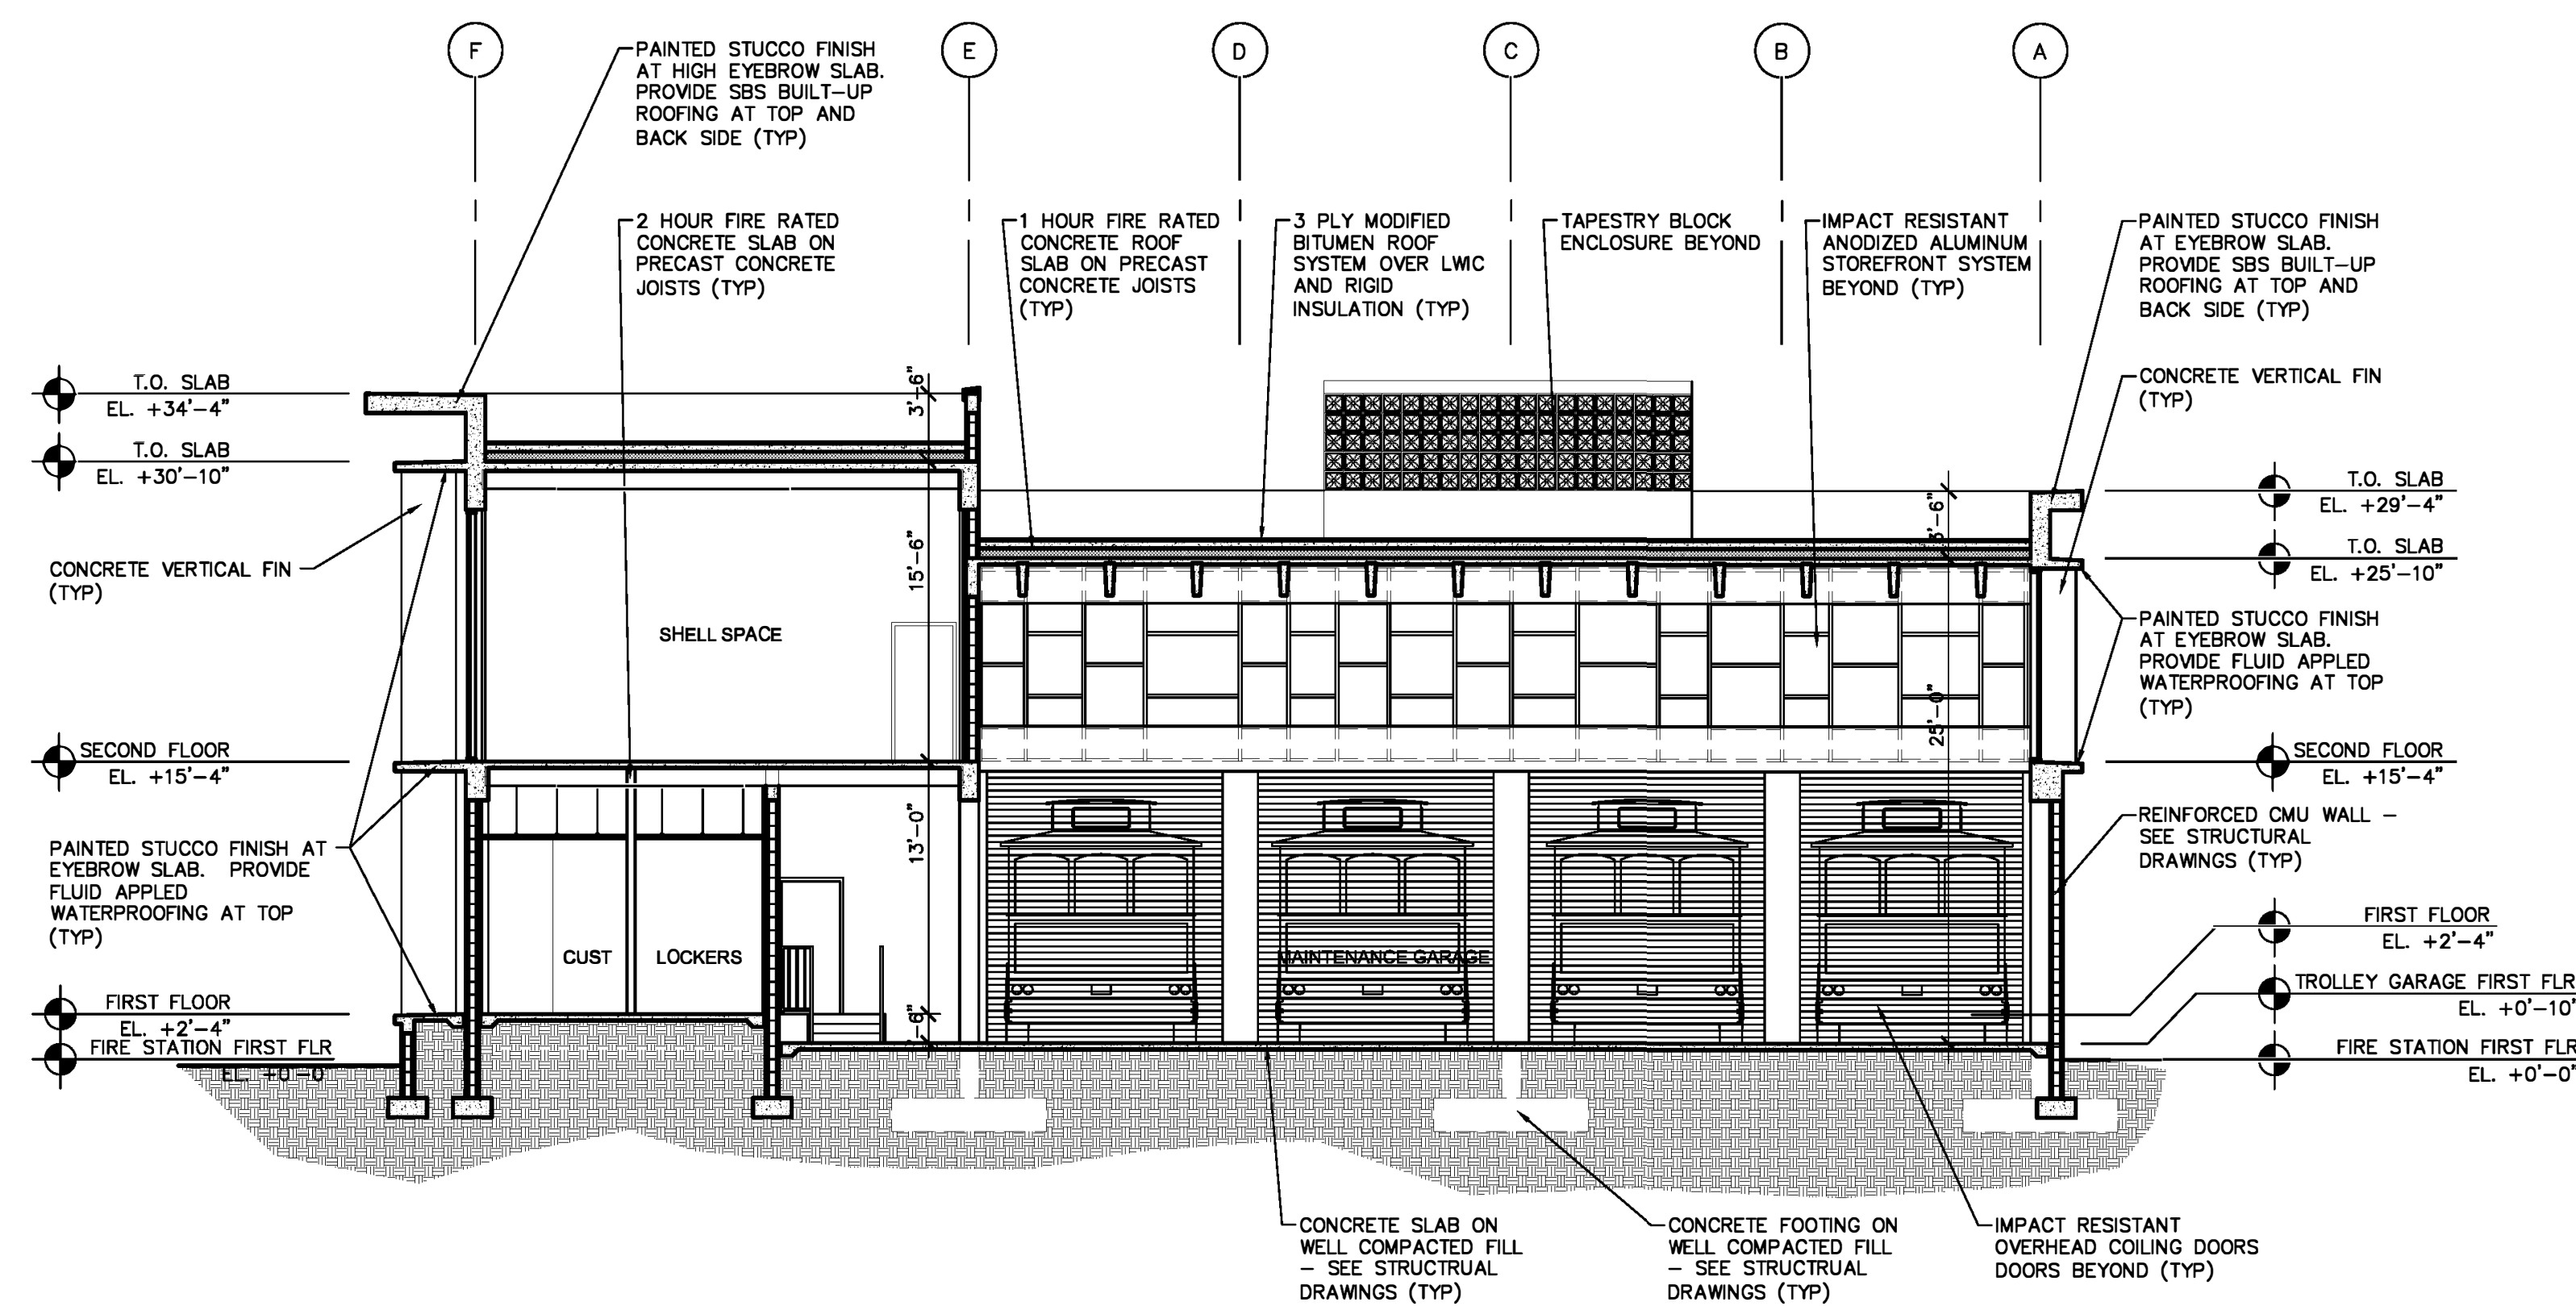 F
E
D
C
B
A
PAINTED STUCCO FINISH
AT HIGH EYEBROW SLAB.
PROVIDE SBS BUILT-UP
ROOFING AT TOP AND
BACK SIDE (TYP)
2 HOUR FIRE RATED
CONCRETE SLAB ON
PRECAST CONCRETE
JOISTS (TYP)
1 HOUR FIRE RATED
CONCRETE ROOF
SLAB ON PRECAST
CONCRETE JOISTS
(TYP)
3 PLY MODIFIED
BITUMEN ROOF
SYSTEM OVER LWIC
AND RIGID
INSULATION (TYP)
TAPESTRY BLOCK
ENCLOSURE BEYOND
IMPACT RESISTANT
ANODIZED ALUMINUM
STOREFRONT SYSTEM
BEYOND (TYP)
PAINTED STUCCO FINISH
AT EYEBROW SLAB.
PROVIDE SBS BUILT-UP
ROOFING AT TOP AND
BACK SIDE (TYP)
T.O. SLAB
EL. +34'-4"
T.O. SLAB
EL. +30'-10"
CONCRETE VERTICAL FIN
(TYP)
SECOND FLOOR
EL. +15'-4"
PAINTED STUCCO FINISH AT
EYEBROW SLAB. PROVIDE
FLUID APPLED
WATERPROOFING AT TOP
(TYP)
FIRST FLOOR
EL. +2'-4"
FIRE STATION FIRST FLR
EL. +0'-0
3'-6"
15'-6"
13'-0"
SHELL SPACE
CUST
LOCKERS
MAINTENANCE GARAGE
3'-6"
25'-0"
CONCRETE VERTICAL FIN
(TYP)
T.O. SLAB
EL. +29'-4"
T.O. SLAB
EL. +25'-10"
PAINTED STUCCO FINISH
AT EYEBROW SLAB.
PROVIDE FLUID APPLED
WATERPROOFING AT TOP
(TYP)
SECOND FLOOR
EL. +15'-4"
REINFORCED CMU WALL -
SEE STRUCTURAL
DRAWINGS (TYP)
FIRST FLOOR
EL. +2'-4"
TROLLEY GARAGE FIRST FLR
EL. +0'-10"
FIRE STATION FIRST FLR
EL. +0'-0"
CONCRETE SLAB ON
WELL COMPACTED FILL
- SEE STRUCTRUAL
DRAWINGS (TYP)
CONCRETE FOOTING ON
WELL COMPACTED FILL
- SEE STRUCTRUAL
DRAWINGS (TYP)
IMPACT RESISTANT
OVERHEAD COILING DOORS
DOORS BEYOND (TYP)